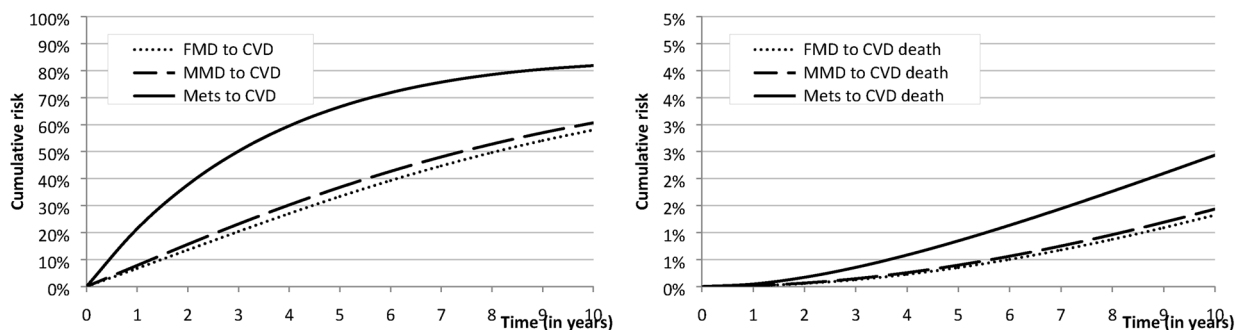 100%
90%
80%
70%
60%
50%
40%
30%
20%
10%
0%
Cumulative risk
FMD to CVD
MMD to CVD
Mets to CVD
0 1 2 3 4 5 6 7 8 9 10
Time (in years)
5%
5%
4%
4%
3%
3%
2%
2%
1%
1%
0%
Cumulative risk
FMD to CVD death
MMD to CVD death
Mets to CVD death
0 1 2 3 4 5 6 7 8 9 10
Time (in years)